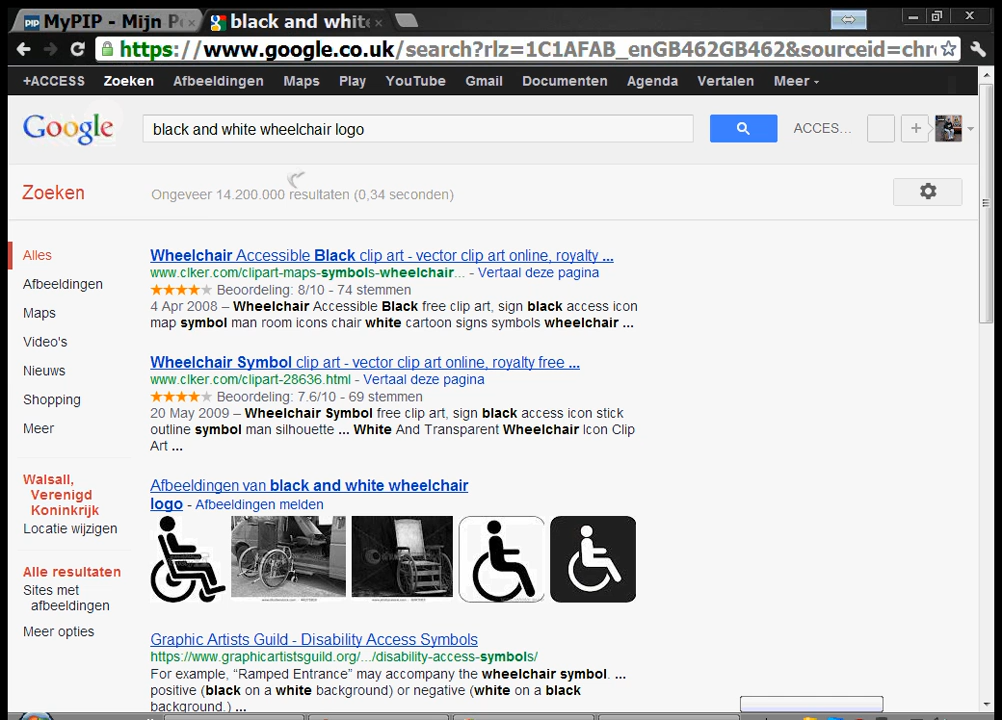 PIP MyPIP - Mijn P
black and white
https://www.google.co.uk/search?rlz=1C1AFAB_enGB462GB462&sourceid=chr
+ACCESS Zoeken Afbeeldingen Maps Play YouTube Gmail Documenten Agenda Vertalen Meer
Google
black and white wheelchair logo
ACCES...
Zoeken
Ongeveer 14.200.000 resultaten (0,34 seconden)
Alles
Afbeeldingen
Maps
Video's
Nieuws
Shopping
Meer
Walsall,
Verenigd
Koninkrijk
Locatie wijzigen
Alle resultaten
Sites met
afbeeldingen
Meer opties
Wheelchair Accessible Black clip art - vector clip art online, royalty ...
www.clker.com/clipart-maps-symbols-wheelchair... - Vertaal deze pagina
Beoordeling: 8/10 - 74 stemmen
4 Apr 2008 – Wheelchair Accessible Black free clip art, sign black access icon
map symbol man room icons chair white cartoon signs symbols wheelchair ...
Wheelchair Symbol clip art - vector clip art online, royalty free ...
www.clker.com/clipart-28636.html - Vertaal deze pagina
Beoordeling: 7.6/10 - 69 stemmen
20 May 2009 – Wheelchair Symbol free clip art, sign black access icon stick
outline symbol man silhouette ... White And Transparent Wheelchair Icon Clip
Art ...
Afbeeldingen van black and white wheelchair
logo - Afbeeldingen melden
Graphic Artists Guild - Disability Access Symbols
https://www.graphicartistsguild.org/.../disability-access-symbols/
For example, “Ramped Entrance” may accompany the wheelchair symbol. ...
positive (black on a white background) or negative (white on a black
background.) ...